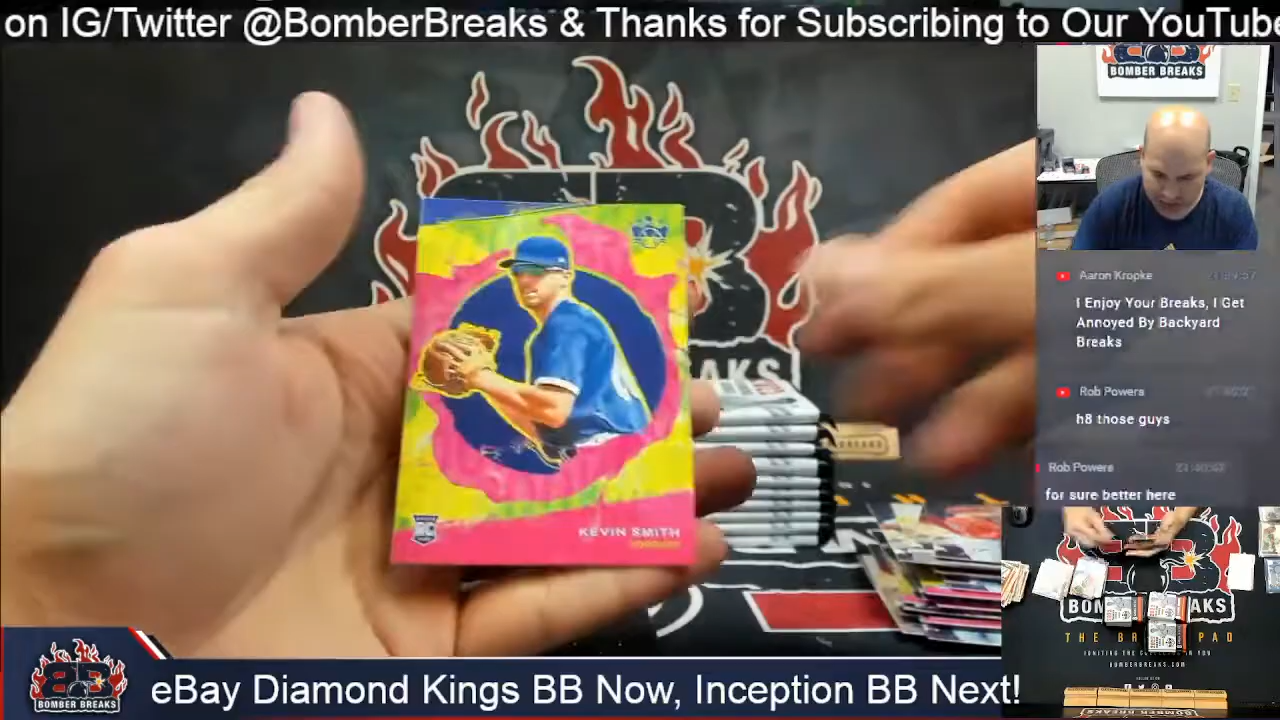 on IG/Twitter @BomberBreaks & Thanks for Subscribing to Our YouTube
BOMBER BREAKS
Aaron Kropke
I Enjoy Your Breaks, I Get
Annoyed By Backyard
Breaks
Rob Powers
h8 those guys
Rob Powers
for sure better here
KEVIN SMITH
BREAKS
THE
PAD
BOMBERBREAKS.COM
BOMBER BREAKS
eBay Diamond Kings BB Now, Inception BB Next!